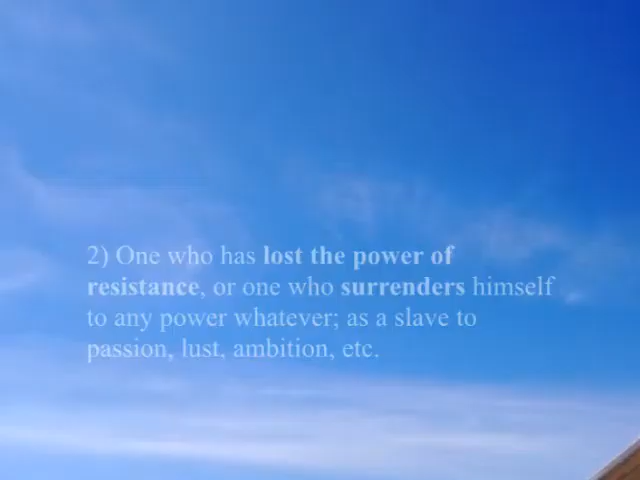 2) One who has lost the power of
resistance, or one who surrenders himself
to any power whatever; as a slave to
passion, lust, ambition, etc.